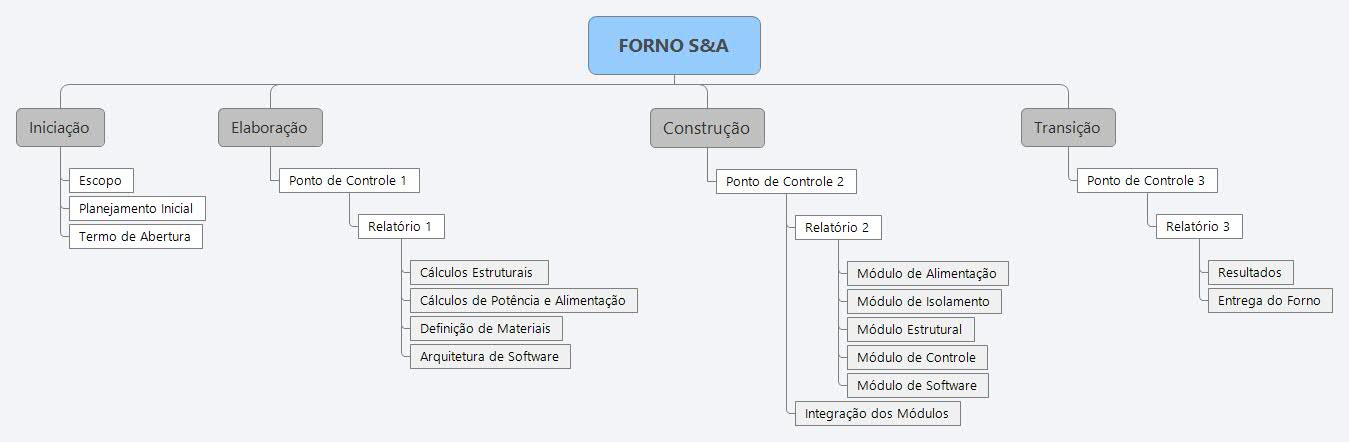 FORNO S&A
Iniciação
Escopo
Planejamento Inicial
Termo de Abertura
Elaboração
Ponto de Controle 1
Relatório 1
Cálculos Estruturais
Cálculos de Potência e Alimentação
Definição de Materiais
Arquitetura de Software
Construção
Ponto de Controle 2
Relatório 2
Módulo de Alimentação
Módulo de Isolamento
Módulo Estrutural
Módulo de Controle
Módulo de Software
Integração dos Módulos
Transição
Ponto de Controle 3
Relatório 3
Resultados
Entrega do Forno